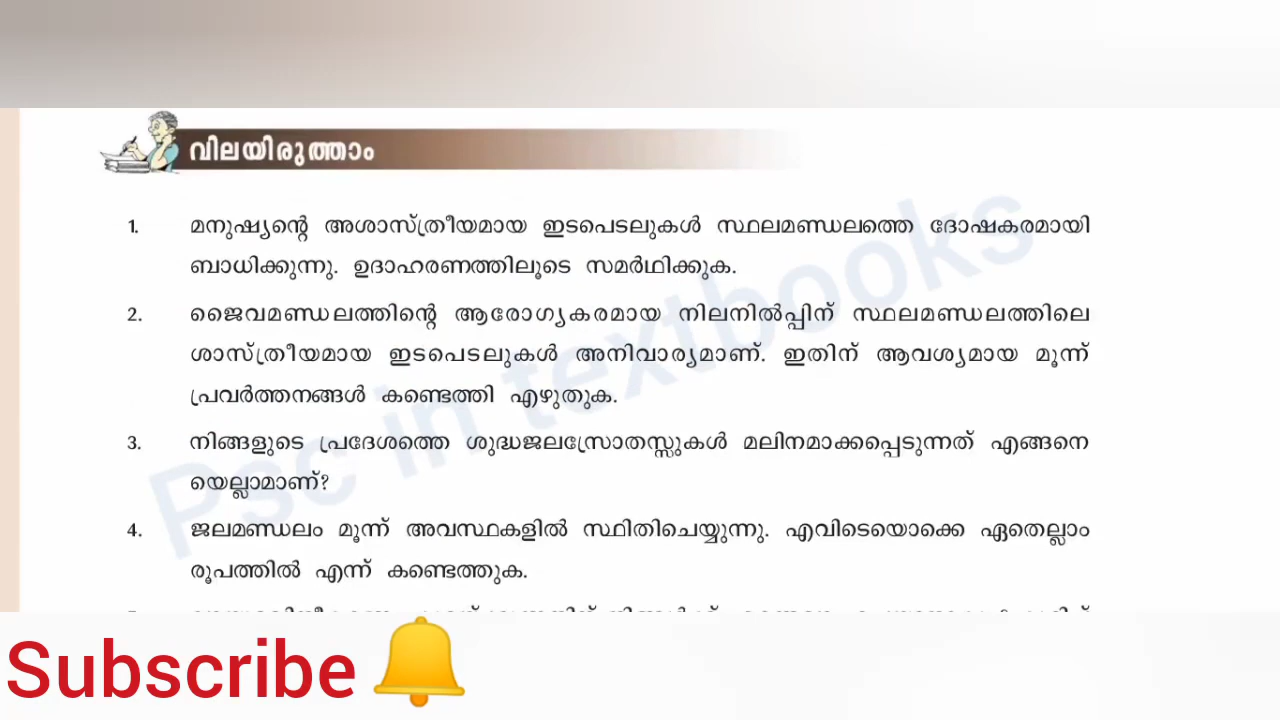 വിലയിരുത്താം
1. മനുഷ്യന്റെ അശാസ്ത്രീയമായ ഇടപെടലുകൾ സ്ഥലമണ്ഡലത്തെ ദോഷകരമായി
ബാധിക്കുന്നു. ഉദാഹരണത്തിലൂടെ സമർഥിക്കുക.
2. ജൈവമണ്ഡലത്തിന്റെ ആരോഗ്യകരമായ നിലനിൽപ്പിന് സ്ഥലമണ്ഡലത്തിലെ
ശാസ്ത്രീയമായ ഇടപെടലുകൾ അനിവാര്യമാണ്. ഇതിന് ആവശ്യമായ മൂന്ന്
പ്രവർത്തനങ്ങൾ കണ്ടെത്തി എഴുതുക.
3. നിങ്ങളുടെ പ്രദേശത്തെ ശുദ്ധജലസ്രോതസ്സുകൾ മലിനമാക്കപ്പെടുന്നത് എങ്ങനെ
യെല്ലാമാണ്?
4. ജലമണ്ഡലം മൂന്ന് അവസ്ഥകളിൽ സ്ഥിതിചെയ്യുന്നു. എവിടെയൊക്കെ ഏതെല്ലാം
രൂപത്തിൽ എന്ന് കണ്ടെത്തുക.
Psc in textbooks
Subscribe